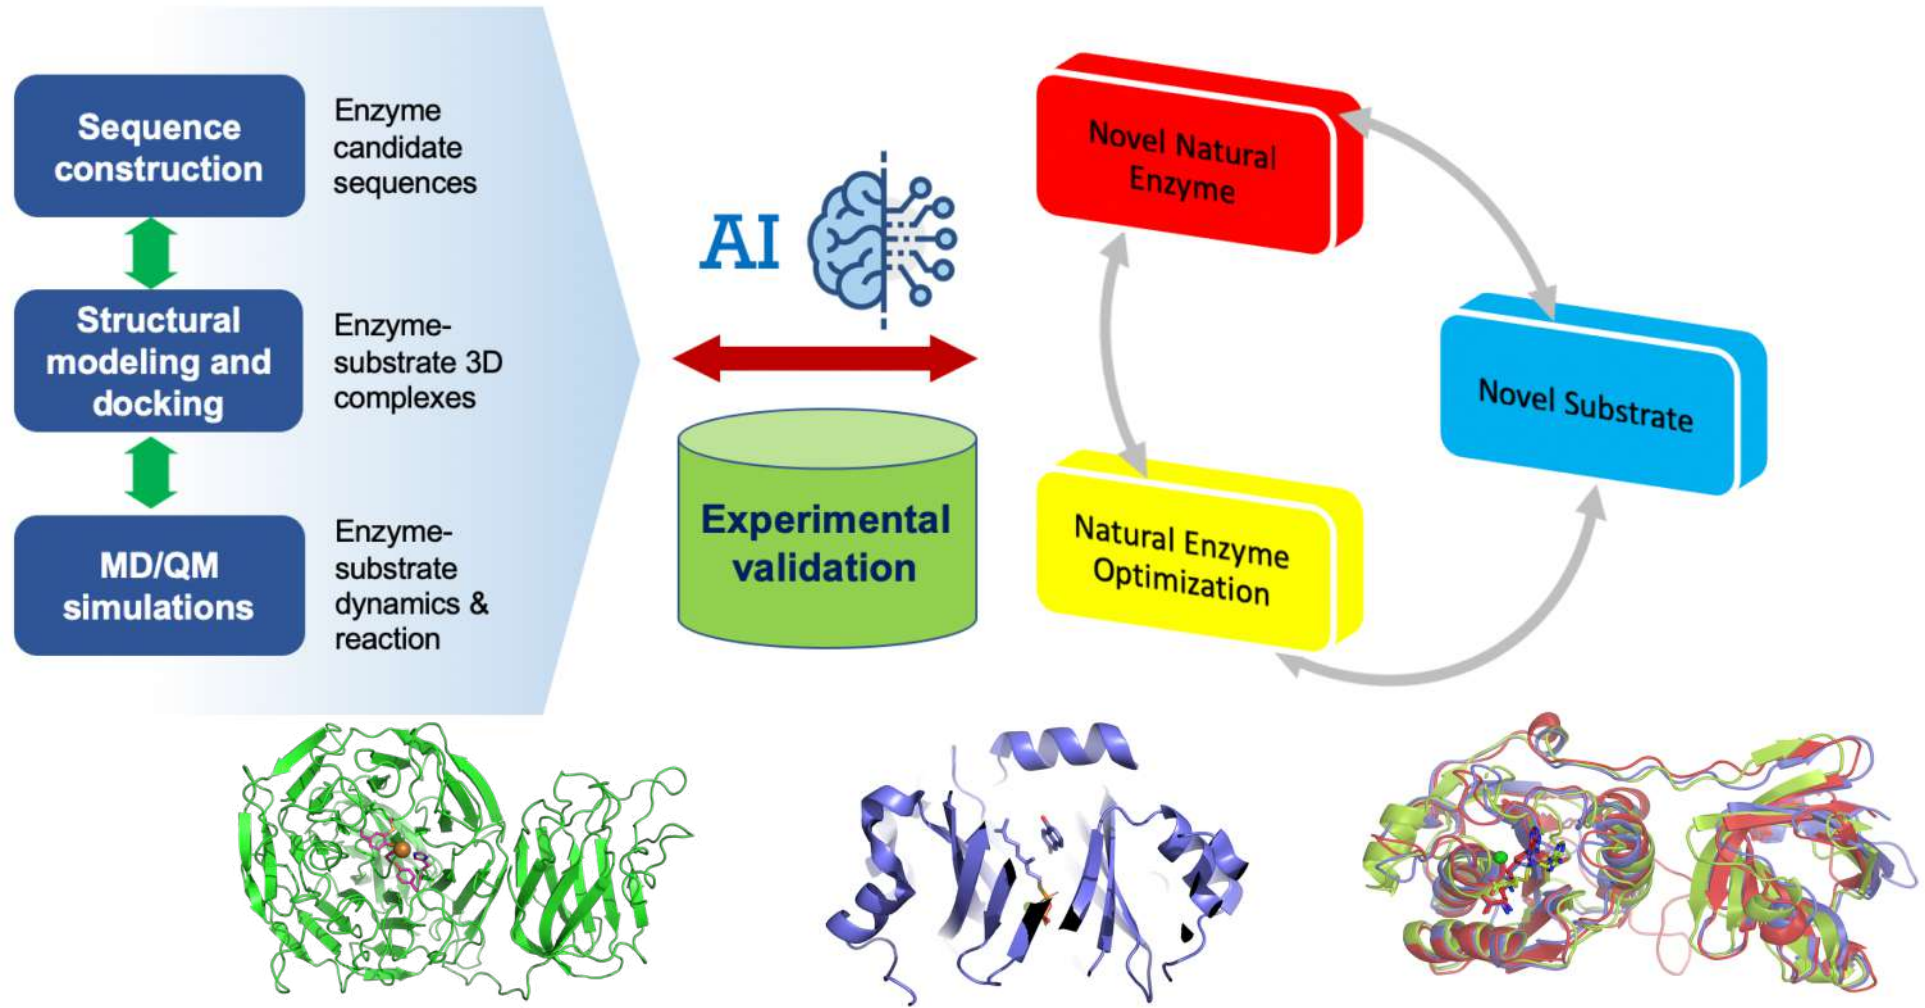 Sequence
construction
Enzyme
candidate
sequences
Structural
modeling and
docking
Enzyme-
substrate 3D
complexes
MD/QM
simulations
Enzyme-
substrate
dynamics &
reaction
AI
Experimental
validation
Novel Natural
Enzyme
Novel Substrate
Natural Enzyme
Optimization